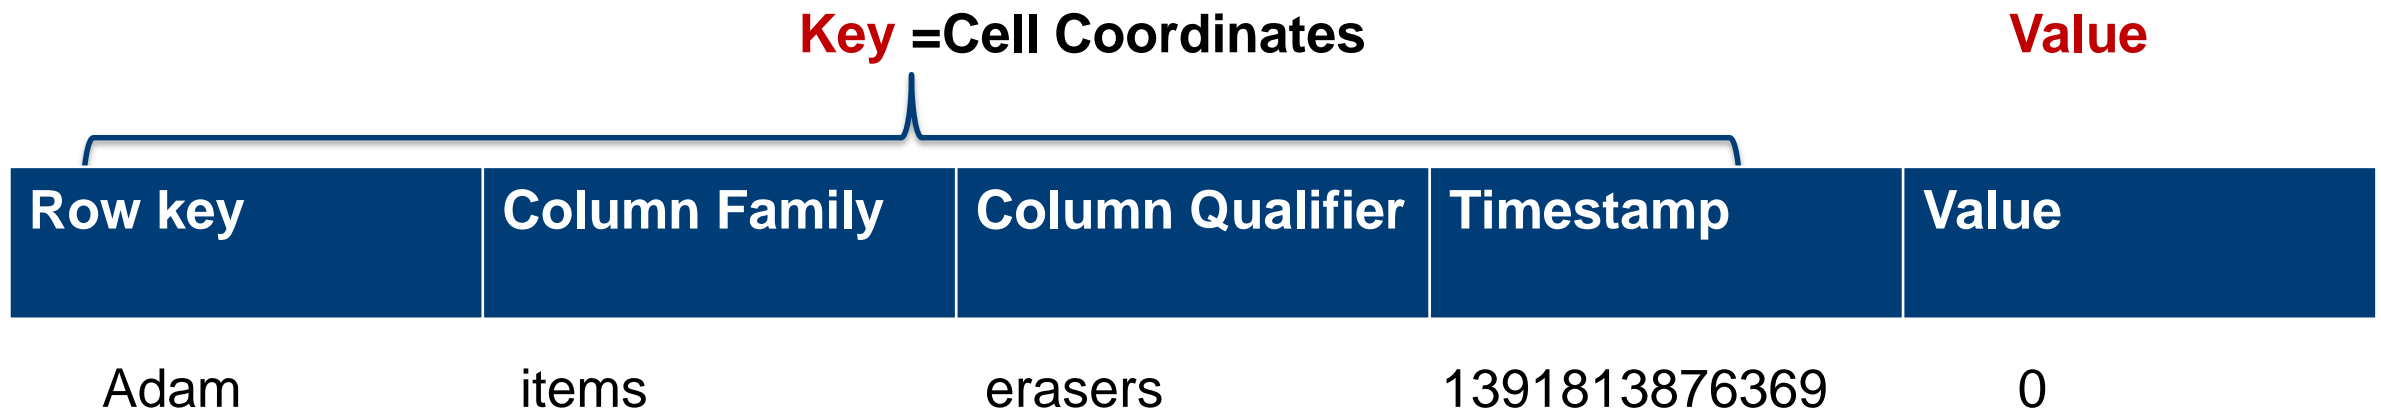 Key =Cell Coordinates Value
Row key Column Family Column Qualifier Timestamp Value
Adam items erasers 1391813876369 0